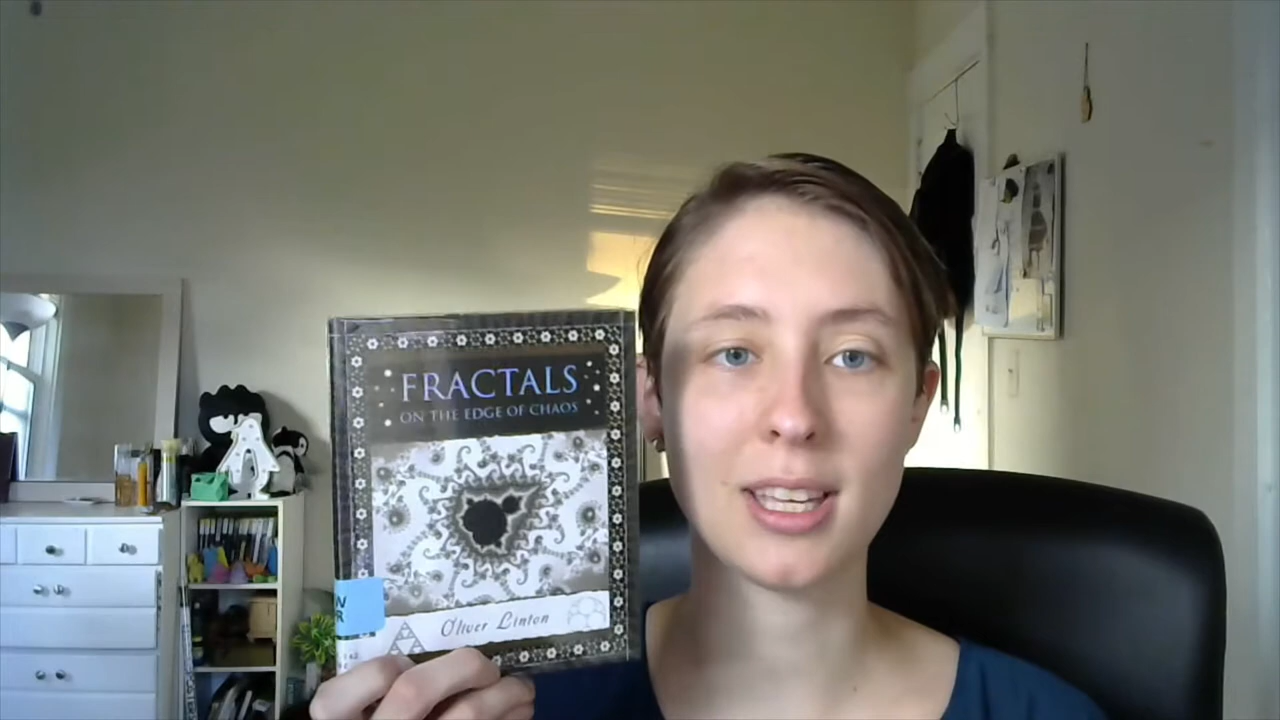 FRACTALS
ON THE EDGE OF CHAOS
Oliver Linton
W
R